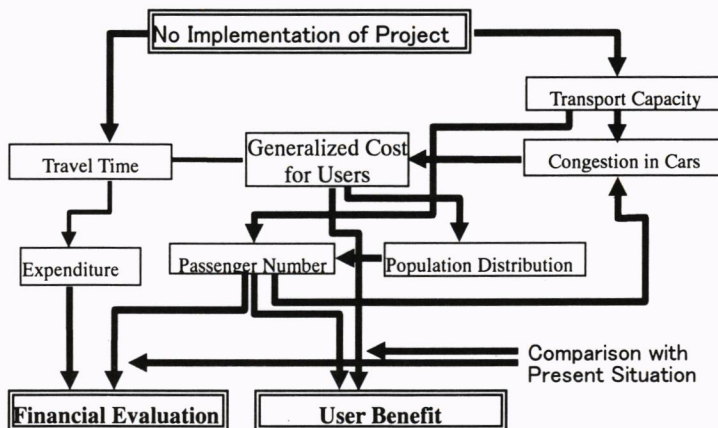 No Implementation of Project
Transport Capacity
Travel Time
Generalized Cost
for Users
Congestion in Cars
Expenditure
Passenger Number
Population Distribution
Comparison with
Present Situation
Financial Evaluation
User Benefit